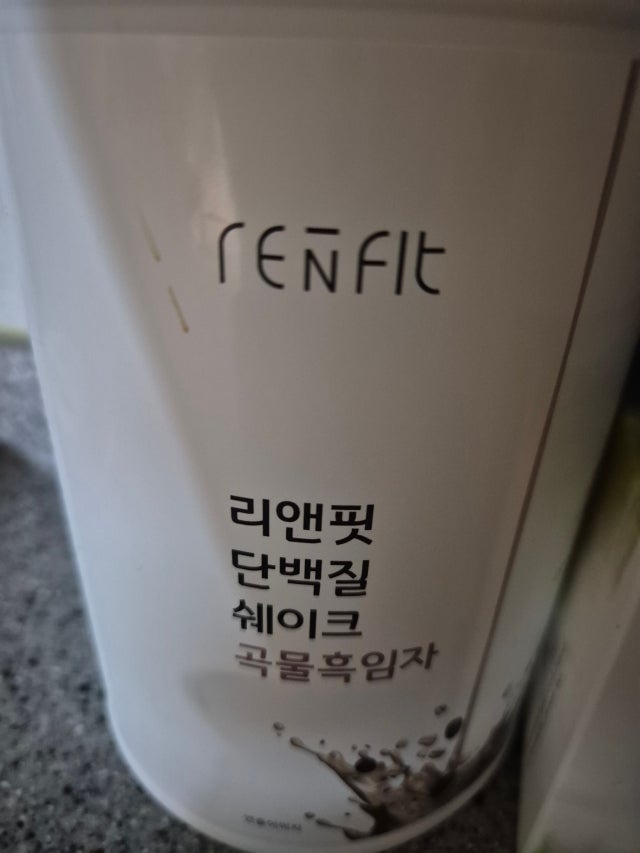 renfit
리앤핏
단백질
쉐이크
곡물흑임자